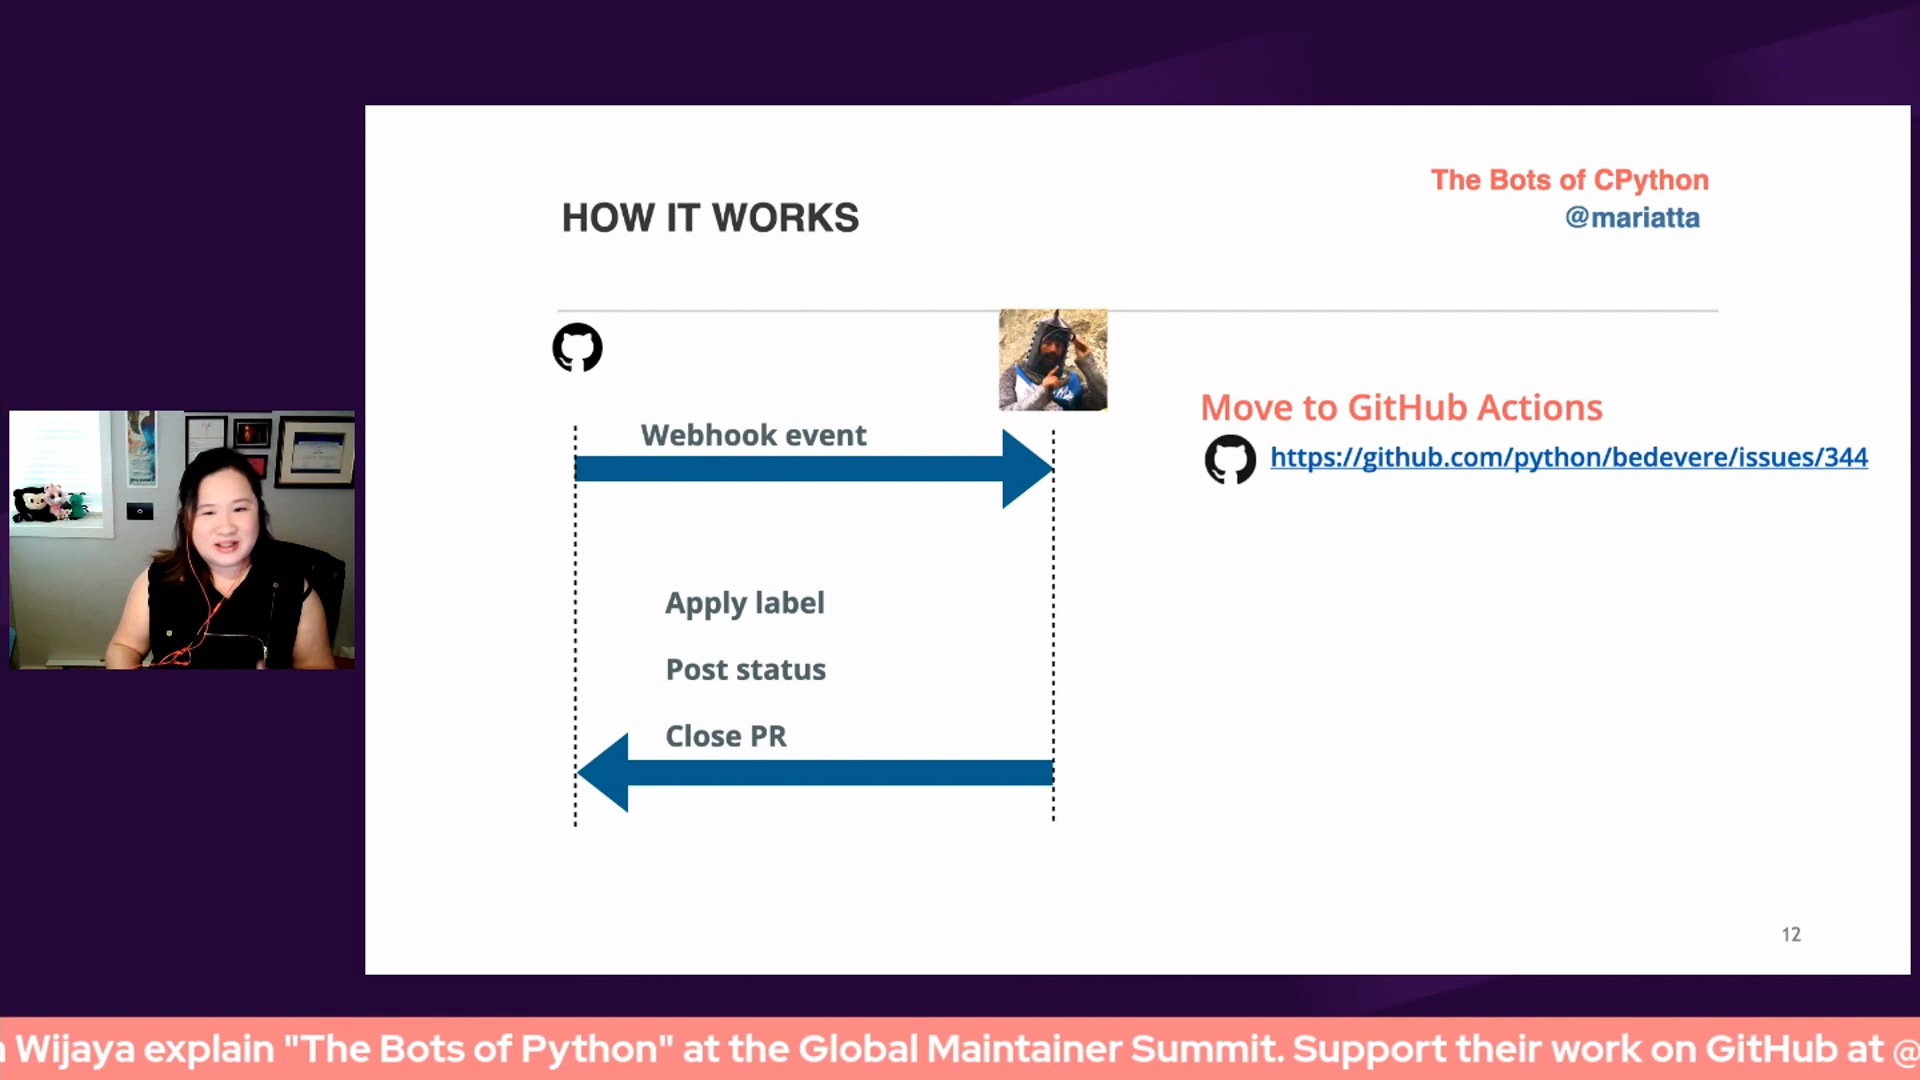 The Bots of CPython
@mariatta
HOW IT WORKS
Webhook event
Move to GitHub Actions
https://github.com/python/bedevere/issues/344
Apply label
Post status
Close PR
12
Wijaya explain "The Bots of Python" at the Global Maintainer Summit. Support their work on GitHub at @